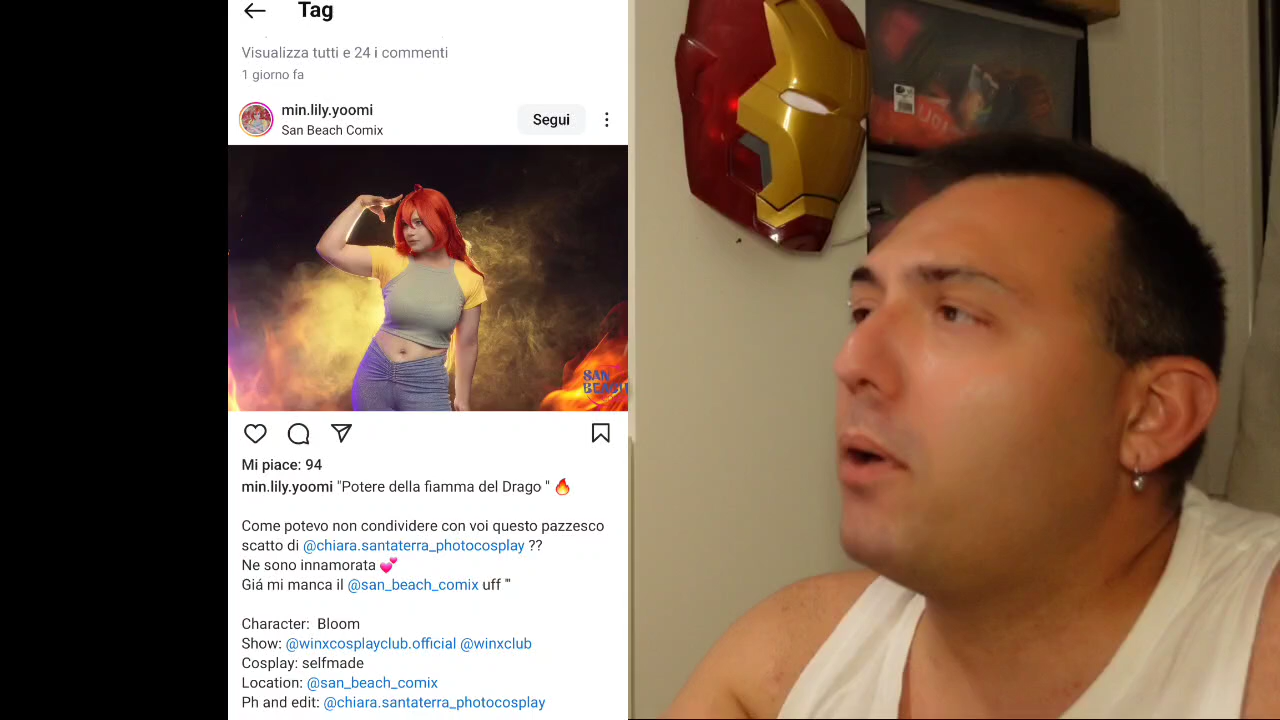 Tag
Visualizza tutti e 24 i commenti
1 giorno fa
min.lily.yoomi
San Beach Comix
Segui
SAN
BEACH
Mi piace: 94
min.lily.yoomi "Potere della fiamma del Drago " 🔥
Come potevo non condividere con voi questo pazzesco
scatto di @chiara.santaterra_photocosplay ??
Ne sono innamorata 💕
Giá mi manca il @san_beach_comix uff '"
Character:  Bloom
Show: @winxcosplayclub.official @winxclub
Cosplay: selfmade
Location: @san_beach_comix
Ph and edit: @chiara.santaterra_photocosplay